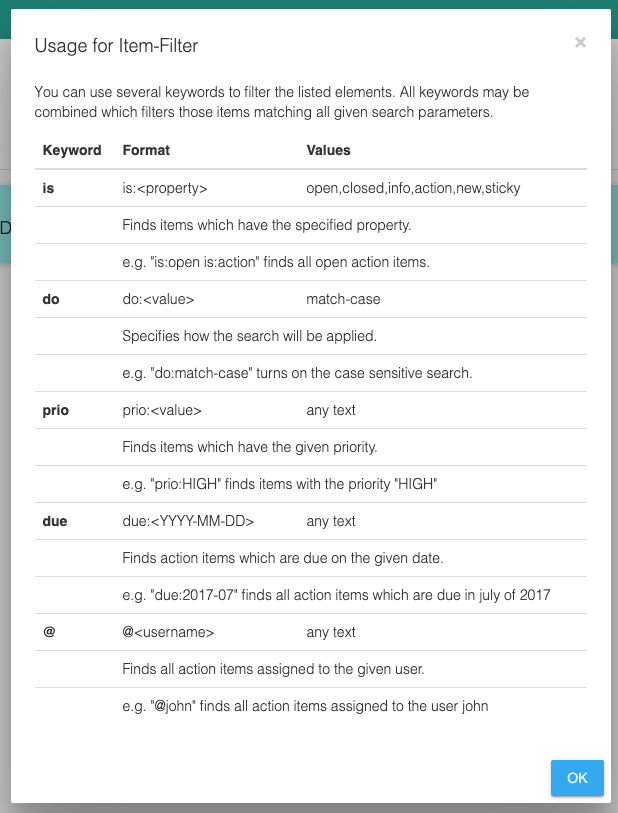 Usage for Item-Filter ×
You can use several keywords to filter the listed elements. All keywords may be
combined which filters those items matching all given search parameters.
Keyword Format Values
is is:<property> open,closed,info,action,new,sticky
Finds items which have the specified property.
e.g. "is:open is:action" finds all open action items.
do do:<value> match-case
Specifies how the search will be applied.
e.g. "do:match-case" turns on the case sensitive search.
prio prio:<value> any text
Finds items which have the given priority.
e.g. "prio:HIGH" finds items with the priority "HIGH"
due due:<YYYY-MM-DD> any text
Finds action items which are due on the given date.
e.g. "due:2017-07" finds all action items which are due in july of 2017
@ @<username> any text
Finds all action items assigned to the given user.
e.g. "@john" finds all action items assigned to the user john
OK